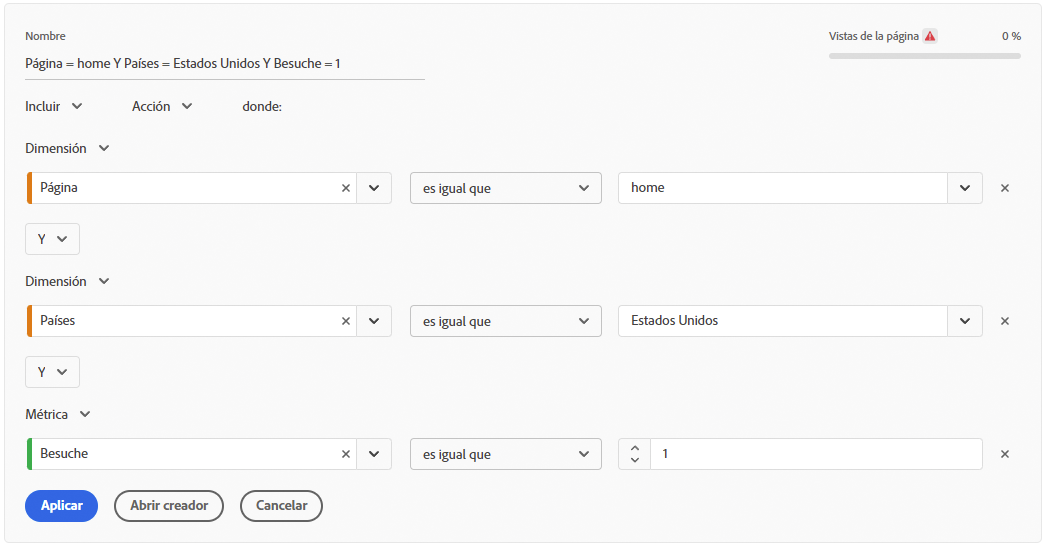 Nombre
Vistas de la página 0 %
Página = home Y Países = Estados Unidos Y Besuche = 1
Incluir Acción donde:
Dimensión
Página es igual que home
Y
Dimensión
Países es igual que Estados Unidos
Y
Métrica
Besuche es igual que 1
Aplicar Abrir creador Cancelar